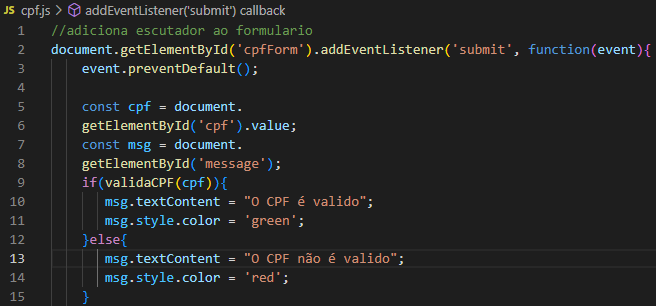 JS cpf.js > addEventListener('submit') callback
1 //adiciona escutador ao formulario
2 document.getElementById('cpfForm').addEventListener('submit', function(event){
3 event.preventDefault();
4
5 const cpf = document.
6 getElementById('cpf').value;
7 const msg = document.
8 getElementById('message');
9 if(validaCPF(cpf)){
10 msg.textContent = "O CPF é valido";
11 msg.style.color = 'green';
12 }else{
13 msg.textContent = "O CPF não é valido";
14 msg.style.color = 'red';
15 }